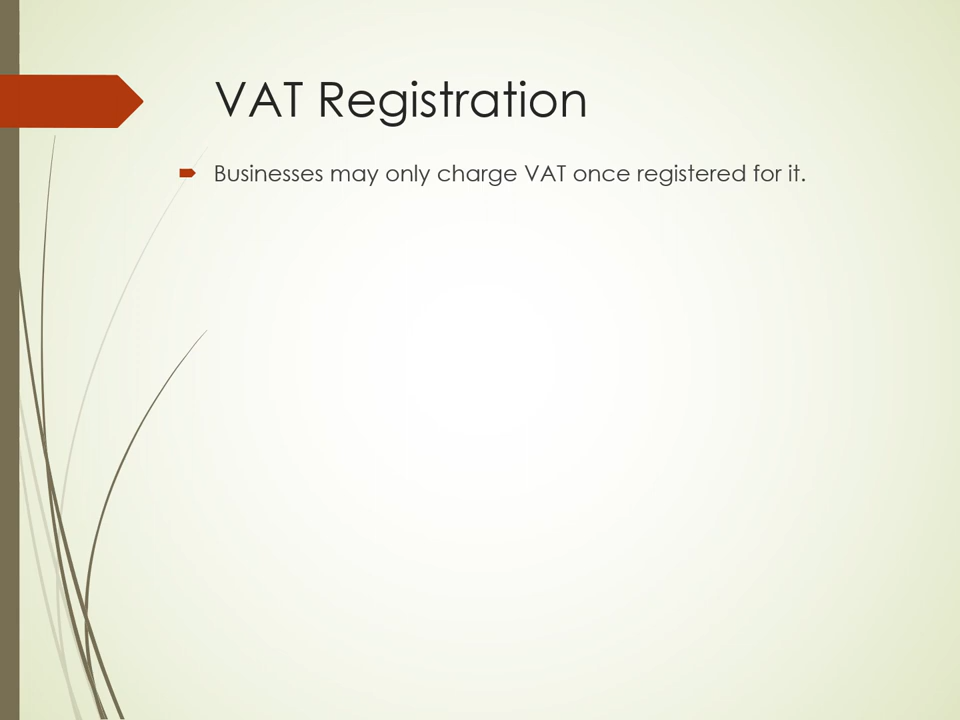 VAT Registration
Businesses may only charge VAT once registered for it.